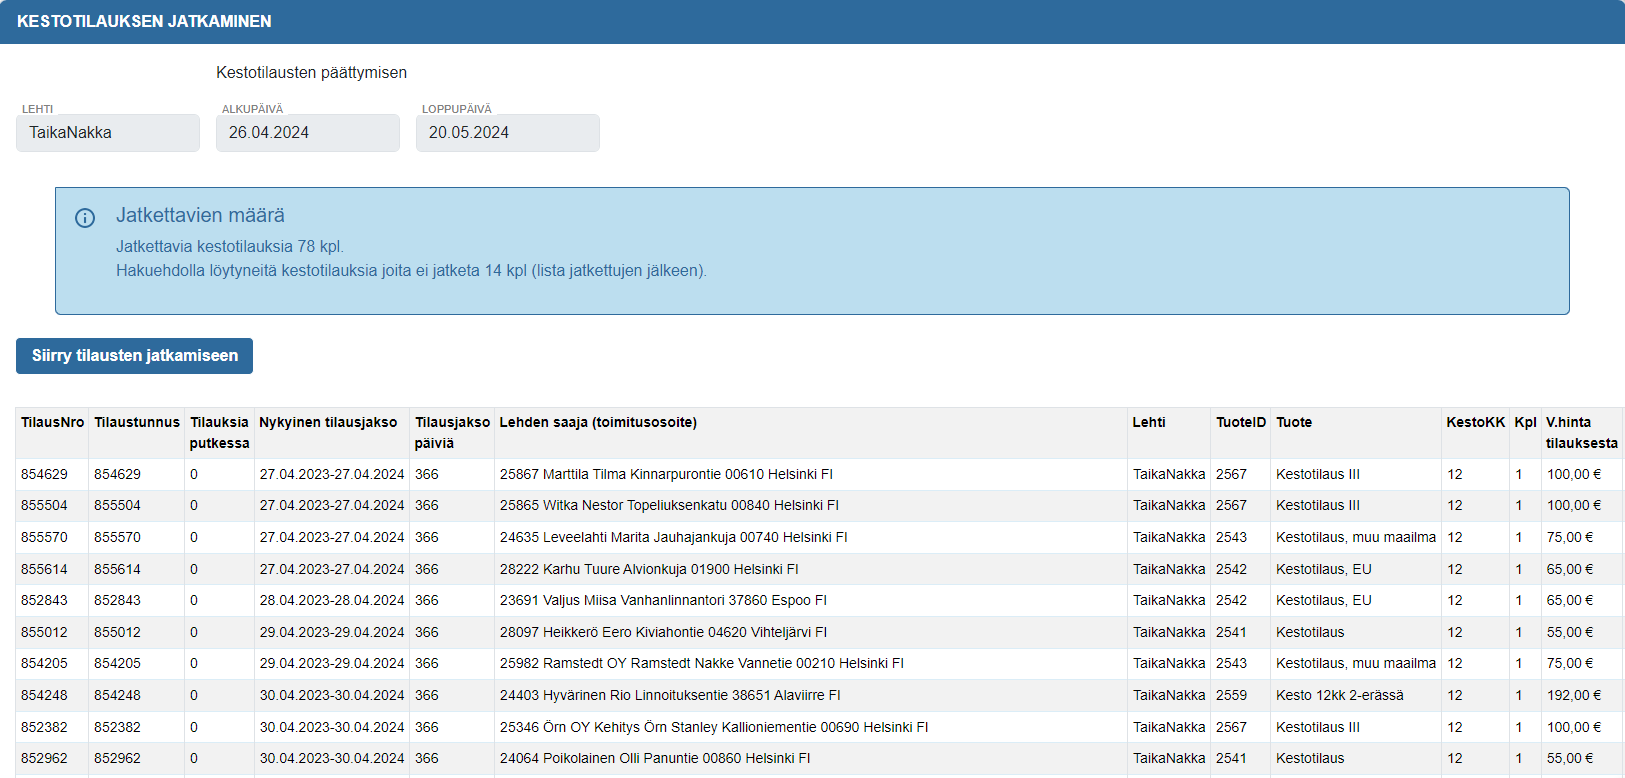 KESTOTILAUKSEN JATKAMINEN
Kestotilausten päättymisen
LEHTI ALKUPÄIVÄ LOPPUPÄIVÄ
TaikaNakka 26.04.2024 20.05.2024
Jatkettavien määrä
Jatkettavia kestotilauksia 78 kpl.
Hakuehdolla löytyneitä kestotilauksia joita ei jatketa 14 kpl (lista jatkettujen jälkeen).
Siirry tilausten jatkamiseen
TilausNro Tilaustunnus Tilauksia Nykyinen tilausjakso Tilausjakso Lehden saaja (toimitusosoite) Lehti TuoteID Tuote KestoKK Kpl V.hinta
putkessa päiviä tilauksesta
854629 854629 0 27.04.2023-27.04.2024 366 25867 Marttila Tilma Kinnarpurontie 00610 Helsinki FI TaikaNakka 2567 Kestotilaus III 12 1 100,00 €
855504 855504 0 27.04.2023-27.04.2024 366 25865 Witka Nestor Topeliuksenkatu 00840 Helsinki FI TaikaNakka 2567 Kestotilaus III 12 1 100,00 €
855570 855570 0 27.04.2023-27.04.2024 366 24635 Leveelahti Marita Jauhajankuja 00740 Helsinki FI TaikaNakka 2543 Kestotilaus, muu maailma 12 1 75,00 €
855614 855614 0 27.04.2023-27.04.2024 366 28222 Karhu Tuure Alvionkuja 01900 Helsinki FI TaikaNakka 2542 Kestotilaus, EU 12 1 65,00 €
852843 852843 0 28.04.2023-28.04.2024 366 23691 Valjus Miisa Vanhanlinnantori 37860 Espoo FI TaikaNakka 2542 Kestotilaus, EU 12 1 65,00 €
855012 855012 0 29.04.2023-29.04.2024 366 28097 Heikkerö Eero Kiviahontie 04620 Vihteljärvi FI TaikaNakka 2541 Kestotilaus 12 1 55,00 €
854205 854205 0 29.04.2023-29.04.2024 366 25982 Ramstedt OY Ramstedt Nakke Vannetie 00210 Helsinki FI TaikaNakka 2543 Kestotilaus, muu maailma 12 1 75,00 €
854248 854248 0 30.04.2023-30.04.2024 366 24403 Hyvärinen Rio Linnoituksentie 38651 Alaviirre FI TaikaNakka 2559 Kesto 12kk 2-erässä 12 1 192,00 €
852382 852382 0 30.04.2023-30.04.2024 366 25346 Örn OY Kehitys Örn Stanley Kallioniementie 00690 Helsinki FI TaikaNakka 2567 Kestotilaus III 12 1 100,00 €
852962 852962 0 30.04.2023-30.04.2024 366 24064 Poikolainen Olli Panuntie 00860 Helsinki FI TaikaNakka 2541 Kestotilaus 12 1 55,00 €